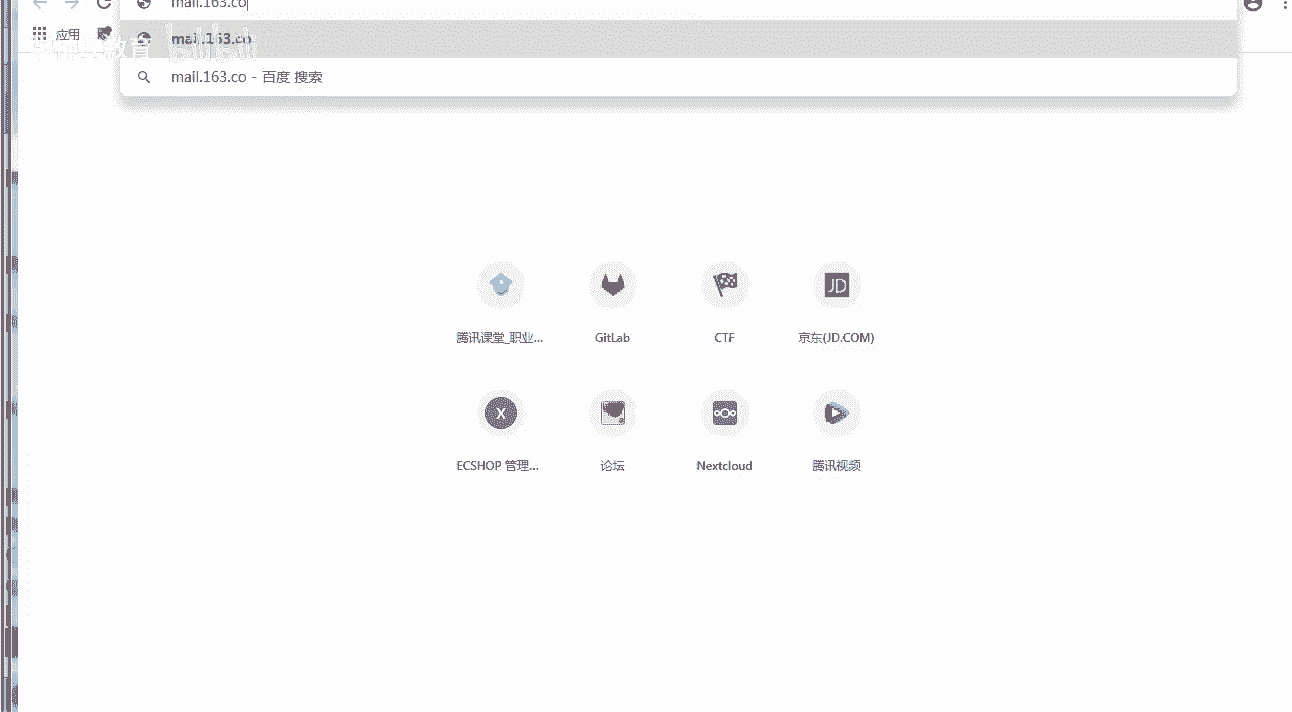 mail.163.co
应用
mail.163.co
mail.163.co - 百度 搜索
腾讯课堂_职业...
GitLab
CTF
JD
京东(JD.COM)
X
ECSHOP 管理...
论坛
Nextcloud
腾讯视频